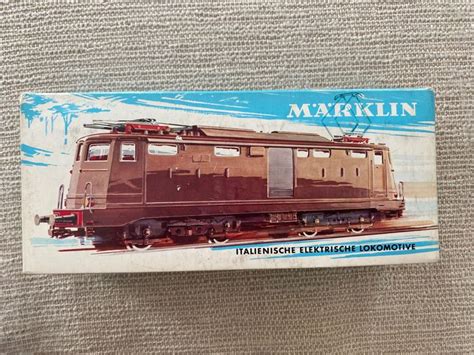 MÄRKLIN
ITALIENISCHE ELEKTRISCHE LOKOMOTIVE